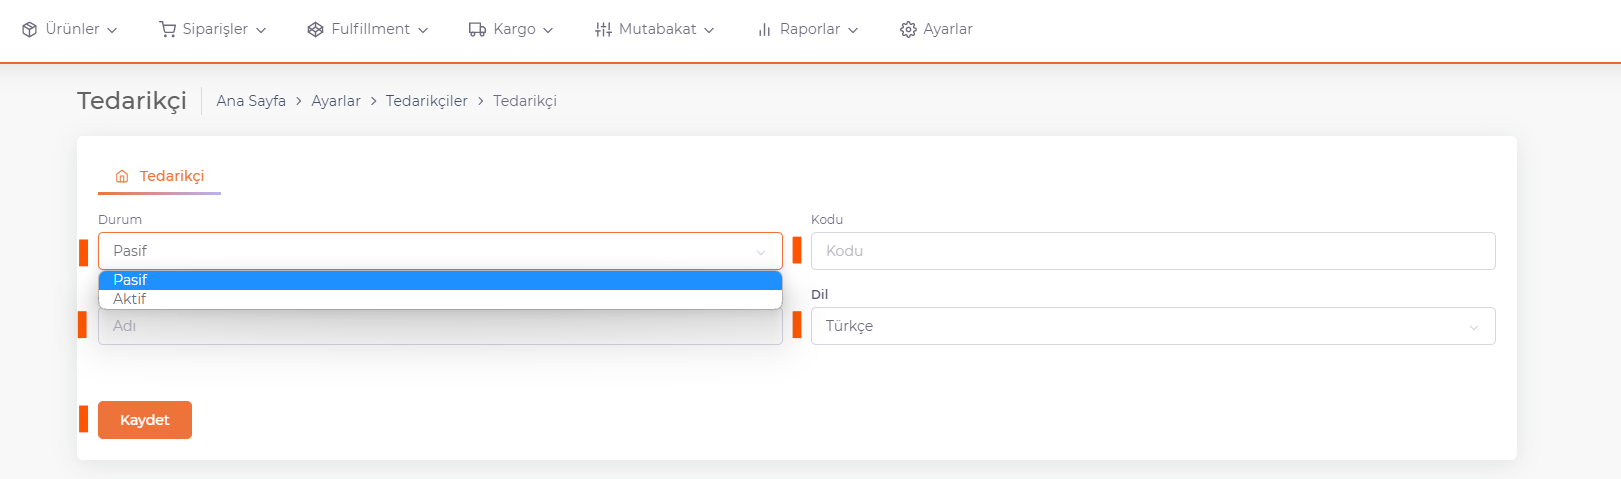 Ürünler Siparişler Fulfillment Kargo Mutabakat Raporlar Ayarlar
Tedarikçi Ana Sayfa > Ayarlar > Tedarikçiler > Tedarikçi
Tedarikçi
Durum Kodu
Pasif Kodu
Pasif
Aktif Dil
Adı Türkçe
Kaydet